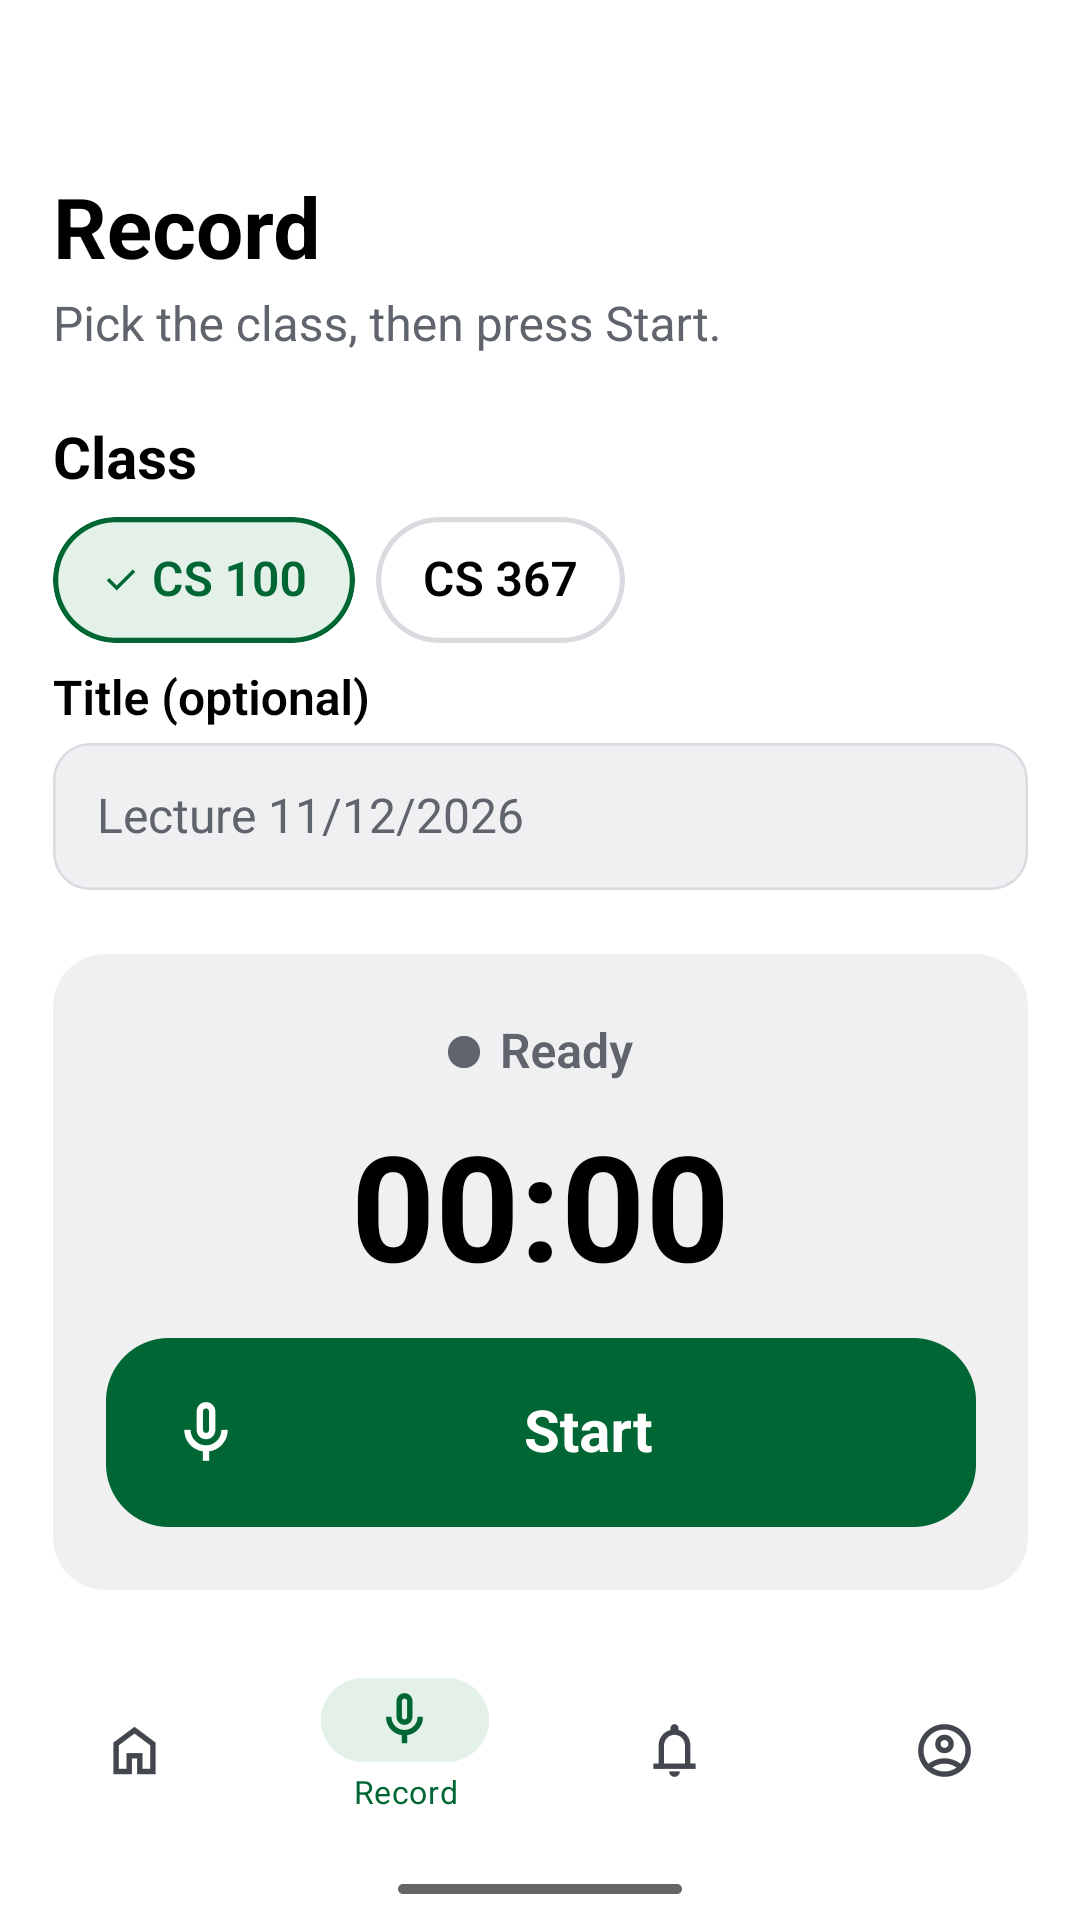 Record
Pick the class, then press Start.
Class
CS 100
CS 367
Title (optional)
Lecture 11/12/2026
Ready
00:00
Start
Record